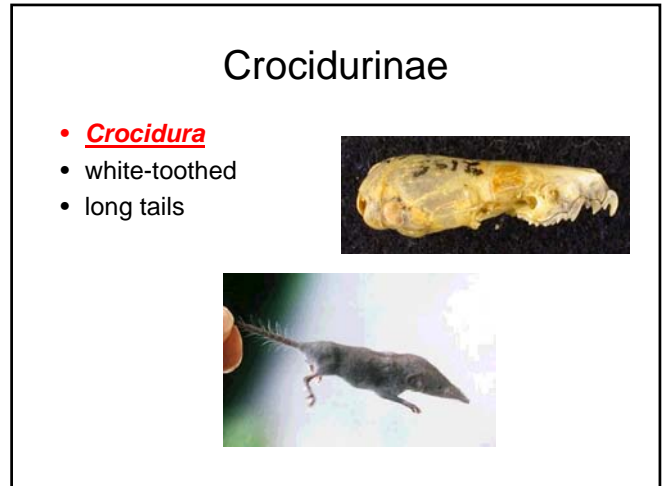 Crocidurinae
• Crocidura
• white-toothed
• long tails